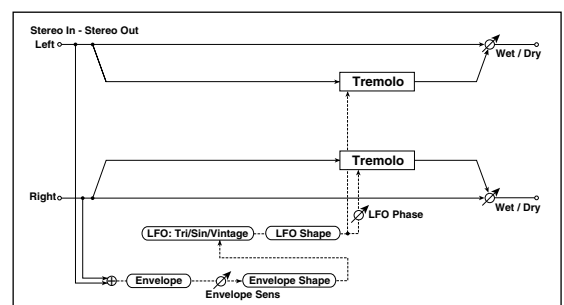 Stereo In - Stereo Out
Left
Wet / Dry
Tremolo
Tremolo
Right
Wet / Dry
LFO Phase
LFO: Tri/Sin/Vintage
LFO Shape
Envelope
Envelope Sens
Envelope Shape